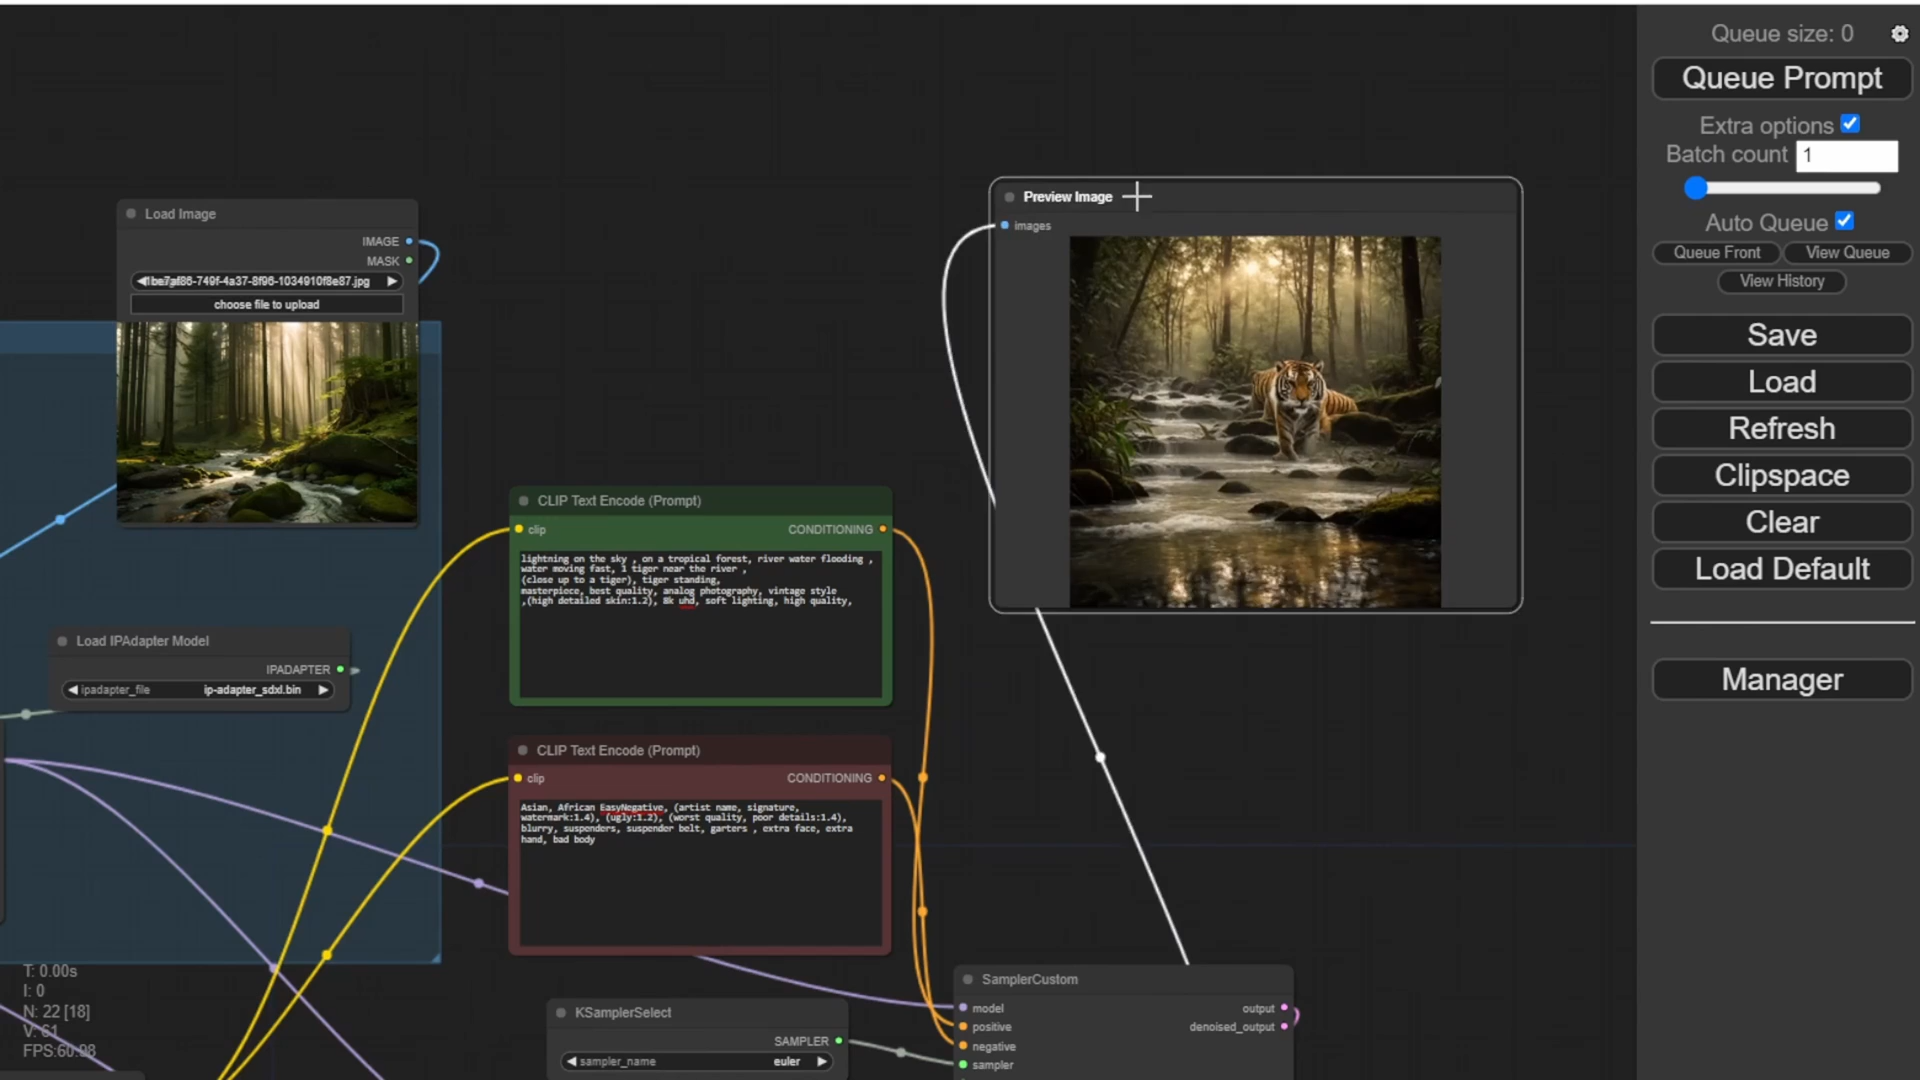 Queue size: 0
Queue Prompt
Extra options
Batch count 1
Auto Queue
Queue Front
View Queue
View History
Save
Load
Refresh
Clipspace
Clear
Load Default
Manager
Load Image
IMAGE
MASK
choose file to upload
Preview Image
images
CLIP Text Encode (Prompt)
clip
CONDITIONING
lightning on the sky , on a tropical forest, river water flooding ,
water moving fast, 1 tiger near the river ,
(close up to a tiger), tiger standing,
masterpiece, best quality, analog photography, vintage style
,(high detailed skin:1.2), 8k uhd, soft lighting, high quality,
Load IPAdapter Model
IPADAPTER
ipadapter_file ip-adapter_sdxl.bin
CLIP Text Encode (Prompt)
clip
CONDITIONING
Asian, African EasyNegative, (artist name, signature,
watermark:1.4), (ugly:1.2), (worst quality, poor details:1.4),
blurry, suspenders, suspender belt, garters , extra face, extra
hand, bad body
KSamplerSelect
SAMPLER
sampler_name euler
SamplerCustom
model
positive
negative
sampler
output
denoised_output
T: 0.00s
I: 0
N: 22 [18]
V: 61
FPS:60.98